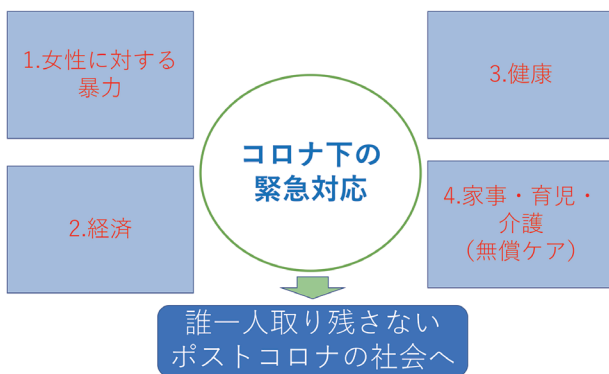 1.女性に対する
暴力
2.経済
コロナ下の
緊急対応
3.健康
4.家事・育児・
介護
（無償ケア）
誰一人取り残さない
ポストコロナの社会へ